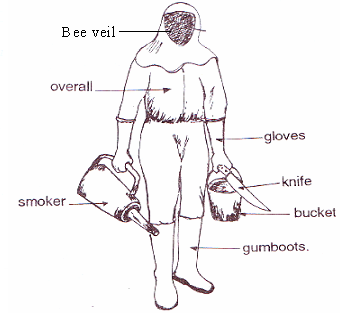 Bee veil
overall
gloves
knife
smoker
bucket
gumboots.